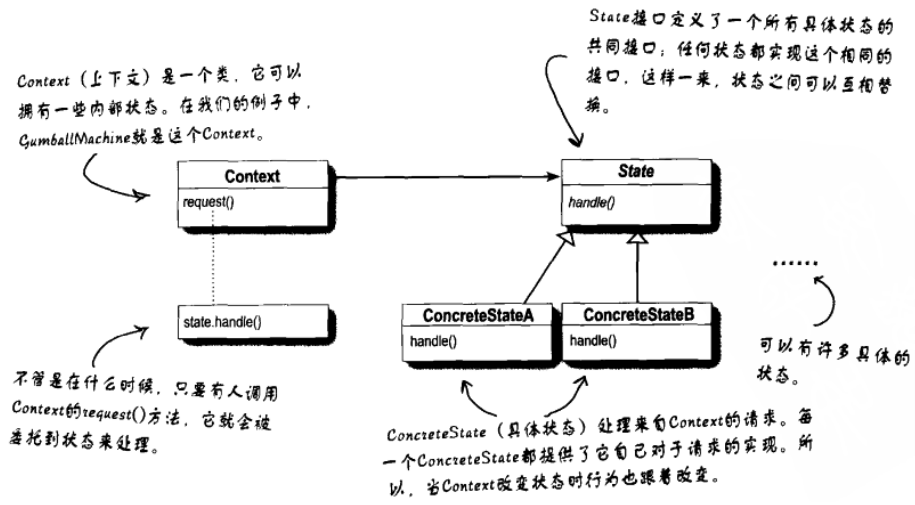 State接口定义了一个所有具体状态的
共同接口；任何状态都实现这个相同的
接口，这样一来，状态之间可以互相替
换。
Context（上下文）是一个类，它可以
拥有一些内部状态。在我们的例子中，
GumballMachine就是这个Context。
Context
request()
State
handle()
......
state.handle()
ConcreteStateA
handle()
ConcreteStateB
handle()
可以有许多具体的
状态。
不管是在什么时候，只要有人调用
Context的request()方法，它就会被
委托到状态来处理。
ConcreteState（具体状态）处理来自Context的请求。每
一个ConcreteState都提供了它自己对于请求的实现。所
以，当Context改变状态时行为也跟着改变。